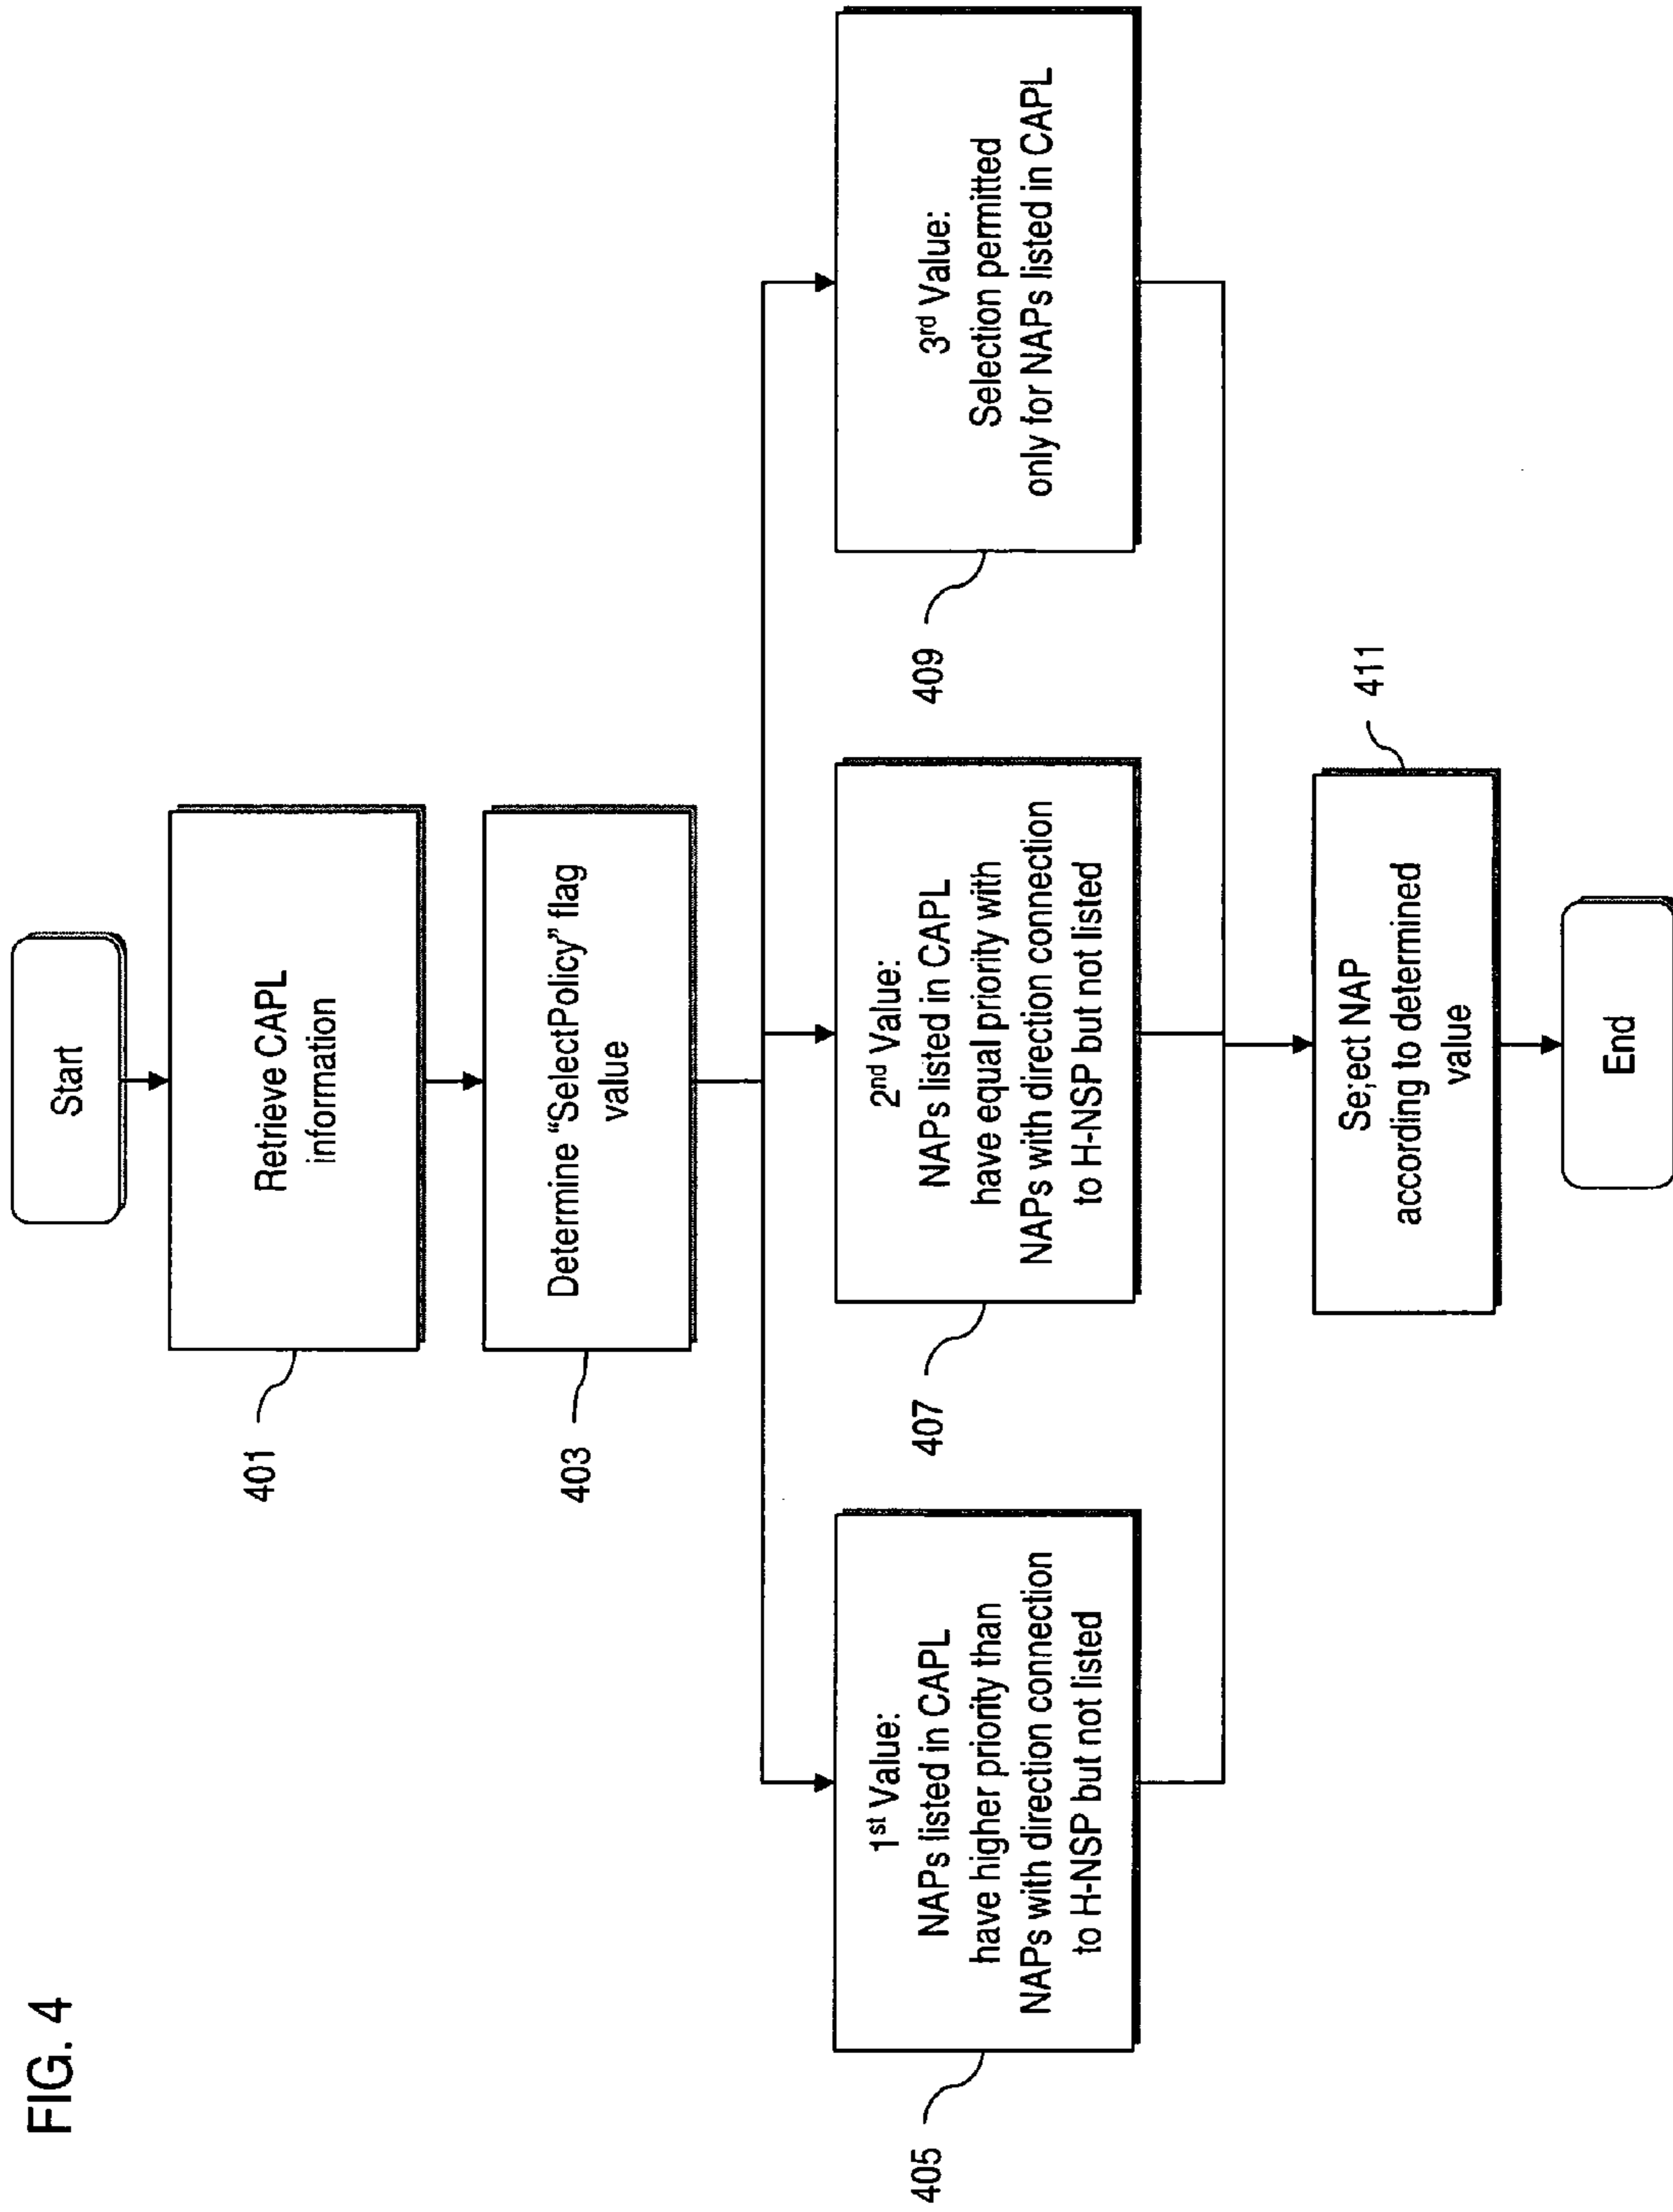 FIG. 4
Start
Retrieve CAPL
information
401
Determine “SelectPolicy” flag
value
403
1st Value:
NAPs listed in CAPL
have higher priority than
NAPs with direction connection
to H-NSP but not listed
405
2nd Value:
NAPs listed in CAPL
have equal priority with
NAPs with direction connection
to H-NSP but not listed
407
3rd Value:
Selection permitted
only for NAPs listed in CAPL
409
Se;ect NAP
according to determined
value
411
End